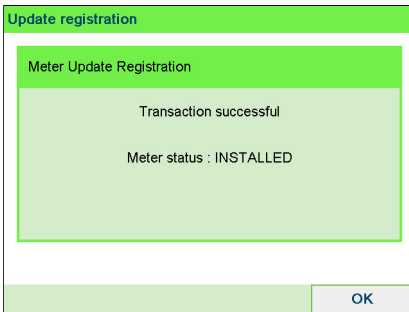 Update registration
Meter Update Registration
Transaction successful
Meter status : INSTALLED
OK